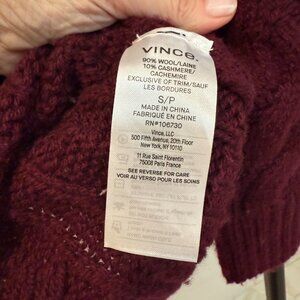 VINCE.
90% WOOL/LAINE
10% CASHMERE/
CACHEMIRE
EXCLUSIVE OF TRIM/SAUF
LES BORDURES
S/P
MADE IN CHINA
FABRIQUÉ EN CHINE
RN#106730
Vince, LLC
500 Fifth Avenue, 20th Floor
New York, NY 10110
11 Rue Saint Florentin
75008 Paris France
SEE REVERSE FOR CARE
VOIR AU VERSO POUR LES SOINS